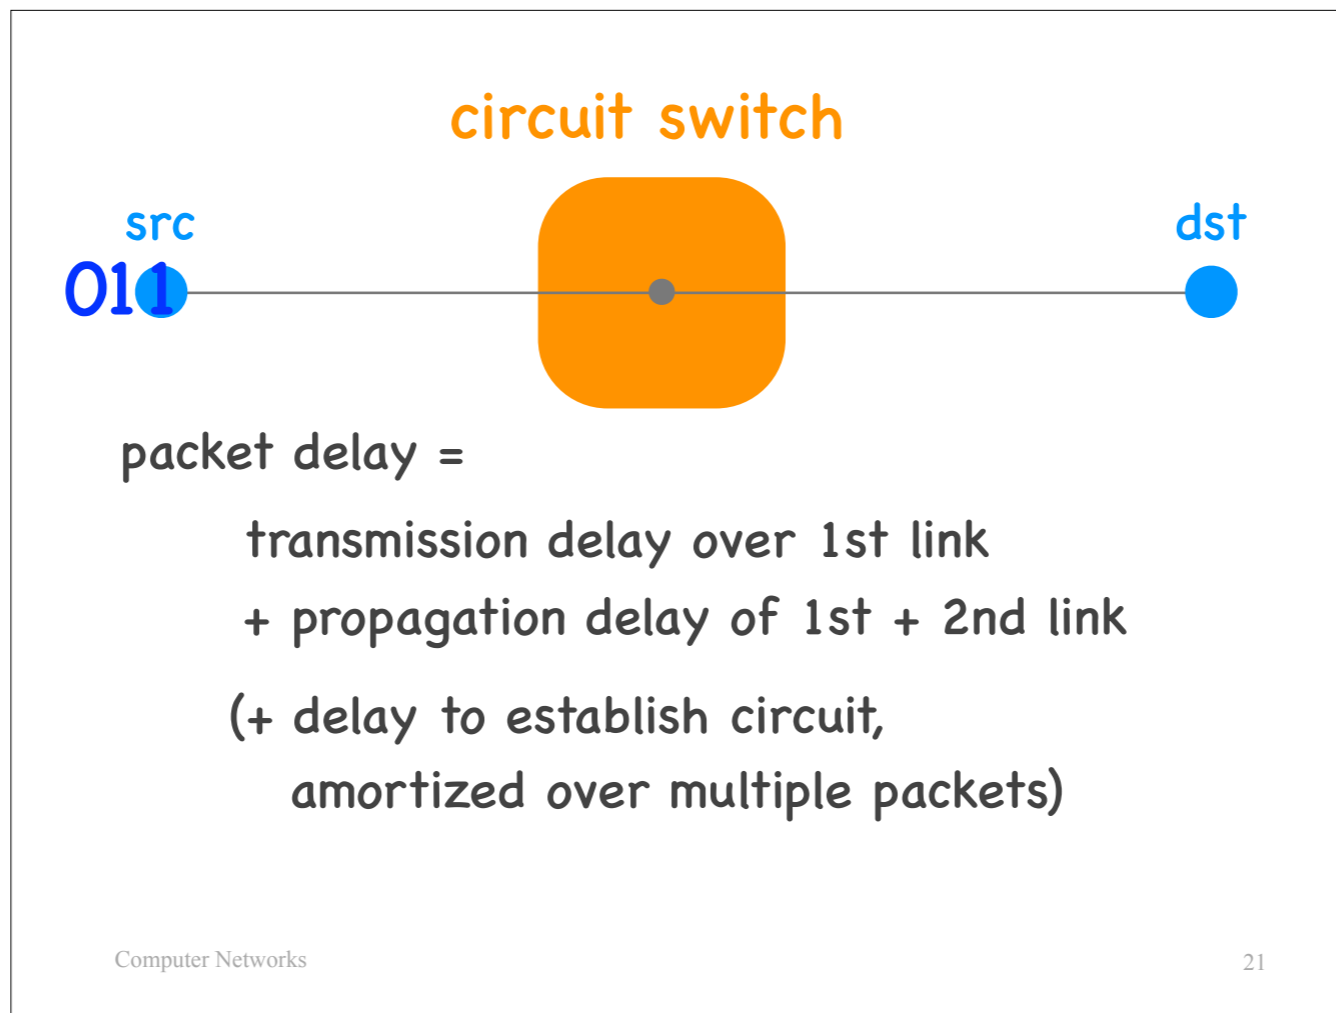 circuit switch
src
dst
011
packet delay =
transmission delay over 1st link
+ propagation delay of 1st + 2nd link
(+ delay to establish circuit,
amortized over multiple packets)
Computer Networks
21